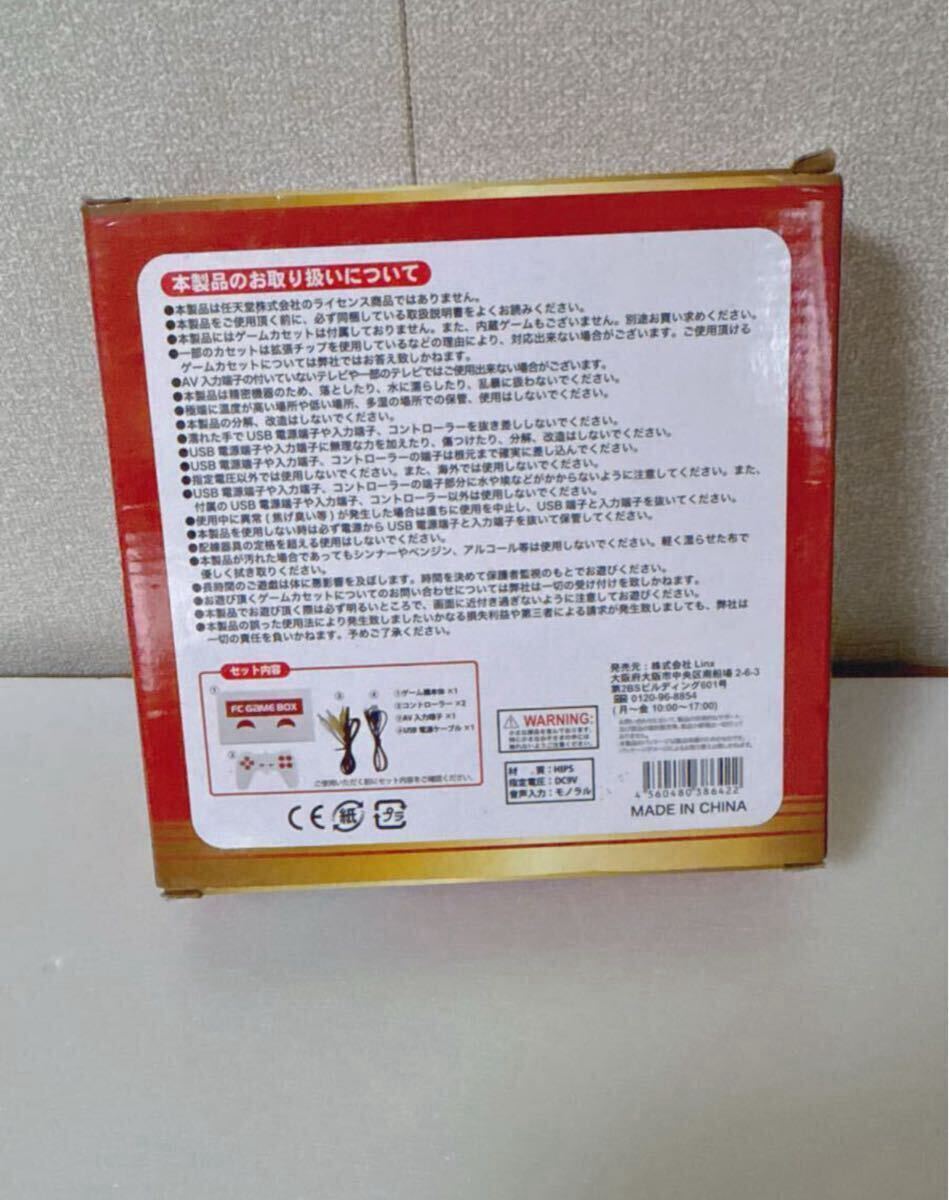 本製品のお取り扱いについて
●本製品は任天堂株式会社のライセンス商品ではありません。
●本製品をご使用頂く前に、必ず同梱している取扱説明書をよくお読みください。
●本製品にはゲームカセットは付属しておりません。また、内蔵ゲームもございません。別途お買い求めください。
●一部のカセットは拡張チップを使用しているなどの理由により、対応出来ない場合がございます。ご使用頂ける
ゲームカセットについては弊社ではお答え致しかねます。
●AV入力端子の付いていないテレビや一部のテレビではご使用出来ない場合がございます。
●本製品は精密機器のため、落としたり、水に濡らしたり、乱暴に扱わないでください。
●極端に温度が高い場所や低い場所、多湿の場所での保管、使用はしないでください。
●本製品の分解、改造はしないでください。
●濡れた手でUSB電源端子や入力端子、コントローラーを抜き差ししないでください。
●USB電源端子や入力端子に無理な力を加えたり、傷つけたり、分解、改造はしないでください。
●USB電源端子や入力端子、コントローラーの端子は根元まで確実に差し込んでください。
●指定電圧以外では使用しないでください。また、海外では使用しないでください。
●USB電源端子や入力端子、コントローラーの端子部分に水や埃などがかからないように注意してください。また、
付属のUSB電源端子や入力端子、コントローラー以外は使用しないでください。
●使用中に異常(焦げ臭い等)が発生した場合は直ちに使用を中止し、USB端子と入力端子を抜いてください。
●本製品を使用しない時は必ず電源からUSB電源端子と入力端子を抜いて保管してください。
●配線器具の定格を超える使用はしないでください。
●本製品が汚れた場合であってもシンナーやベンジン、アルコール等は使用しないでください。軽く湿らせた布で
優しく拭き取りください。
●長時間のご遊戯は体に悪影響を及ぼします。時間を決めて保護者監視のもとでお遊びください。
●お遊び頂くゲームカセットについてのお問い合わせについては弊社は一切の受け付けを致しかねます。
●本製品でお遊び頂く際は必ず明るいところで、画面に近付き過ぎないように注意してお遊びください。
●本製品の誤った使用法により発生致しましたいかなる損失利益や第三者による請求が発生致しましても、弊社は
一切の責任を負いかねます。予めご了承ください。
セット内容
①
FC GAME BOX
②
③
④
①ゲーム機本体 ×1
②コントローラー ×2
③AV入力端子 ×1
④USB電源ケーブル ×1
ご使用いただく前にセット内容をご確認ください。
CE 紙 プラ
WARNING:
材　質：HIPS
指定電圧：DC9V
音声入力：モノラル
発売元：株式会社 Linx
大阪府大阪市中央区南船場 2-6-3
第2BSビルディング601号
0120-96-8854
(月〜金 10:00〜17:00)
4 560480 386422
MADE IN CHINA